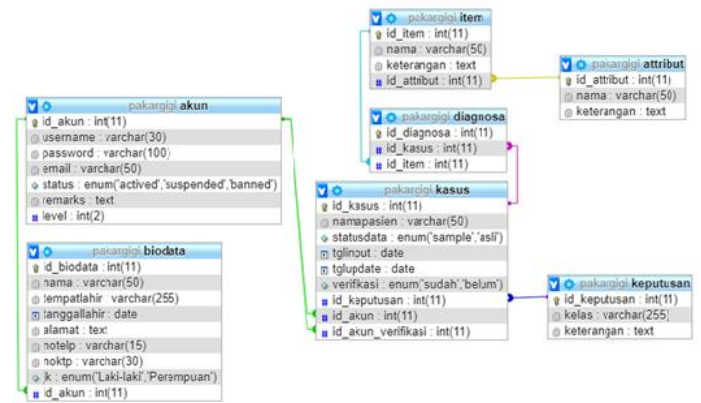 pakargigi item
id_item : int(11)
nama : varchar(50)
keterangan : text
id_attribut : int(11)
pakargigi attribut
id_attribut : int(11)
nama : varchar(50)
keterangan : text
pakargigi akun
id_akun : int(11)
username : varchar(30)
password : varchar(100)
email : varchar(50)
status : enum('actived','suspended','banned')
remarks : text
level : int(2)
pakargigi diagnosa
id_diagnosa : int(11)
id_kasus : int(11)
id_item : int(11)
pakargigi kasus
id_kasus : int(11)
namapasien : varchar(50)
statusdata : enum('sample','asli')
tglinput : date
tglupdate : date
verifikasi : enum('sudah','belum')
id_keputusan : int(11)
id_akun : int(11)
id_akun_verifikasi : int(11)
pakargigi biodata
id_biodata : int(11)
nama : varchar(50)
tempatlahir : varchar(255)
tanggallahir : date
alamat : text
notelp : varchar(15)
noktp : varchar(30)
jk : enum('Laki-laki','Perempuan')
id_akun : int(11)
pakargigi keputusan
id_keputusan : int(11)
kelas : varchar(255)
keterangan : text